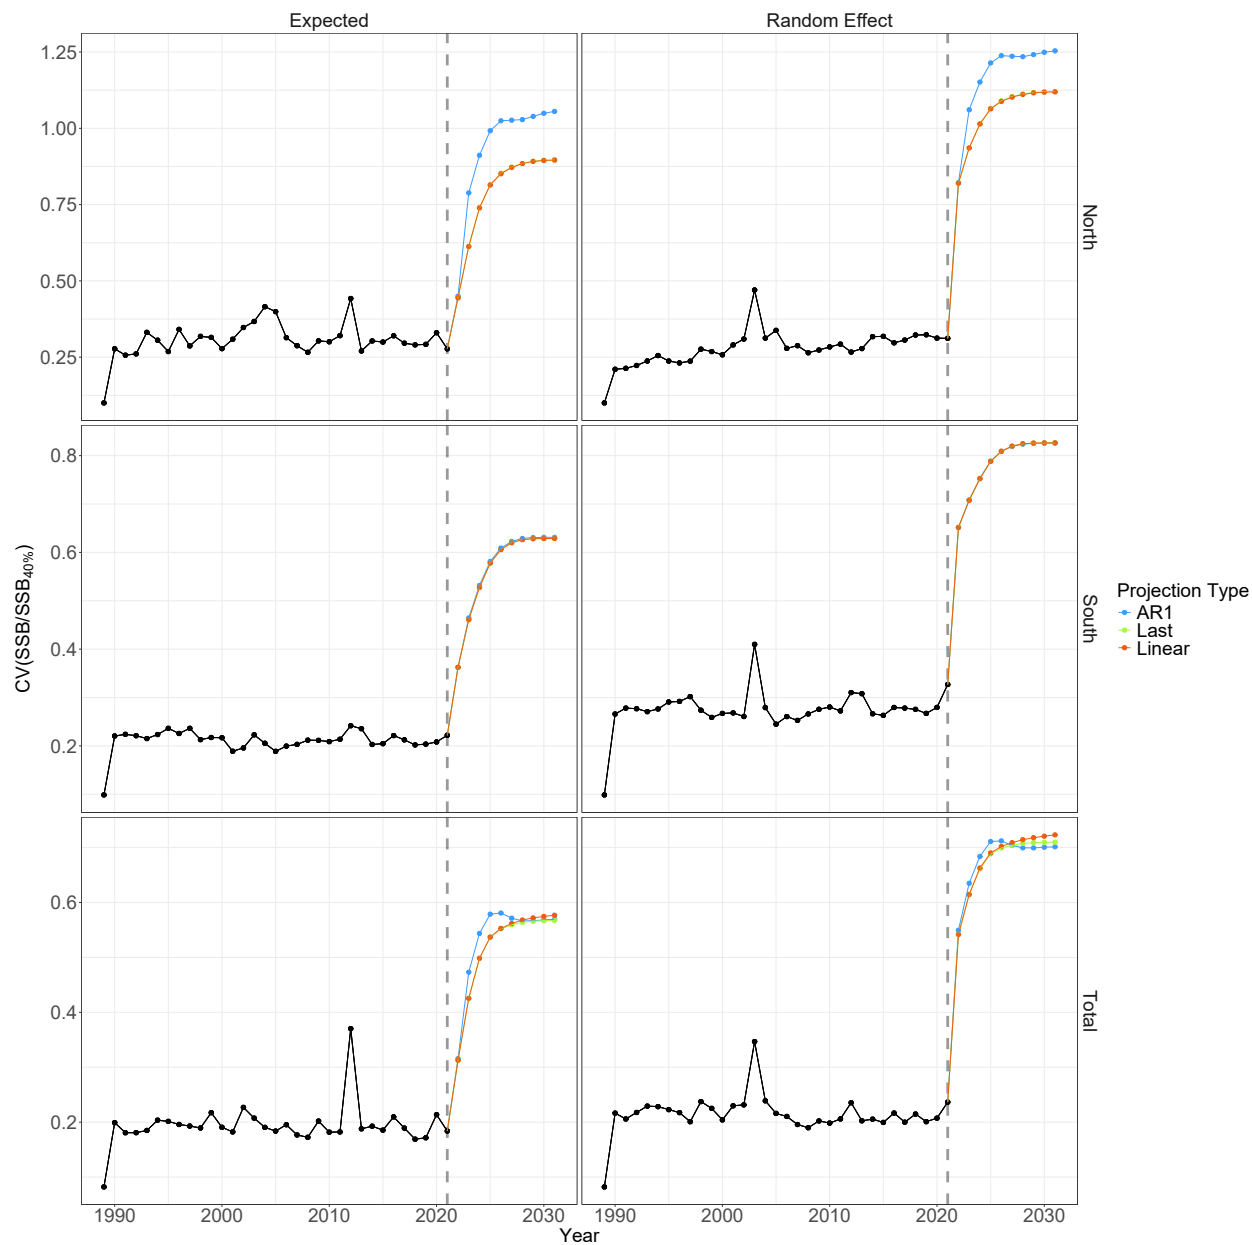 Expected Random Effect
1.25
1.00
0.75
0.50
0.25
North
0.8
0.6
0.4
0.2
South
CV(SSB/SSB40%)
Projection Type
AR1
Last
Linear
0.6
0.4
0.2
Total
1990 2000 2010 2020 2030 1990 2000 2010 2020 2030
Year